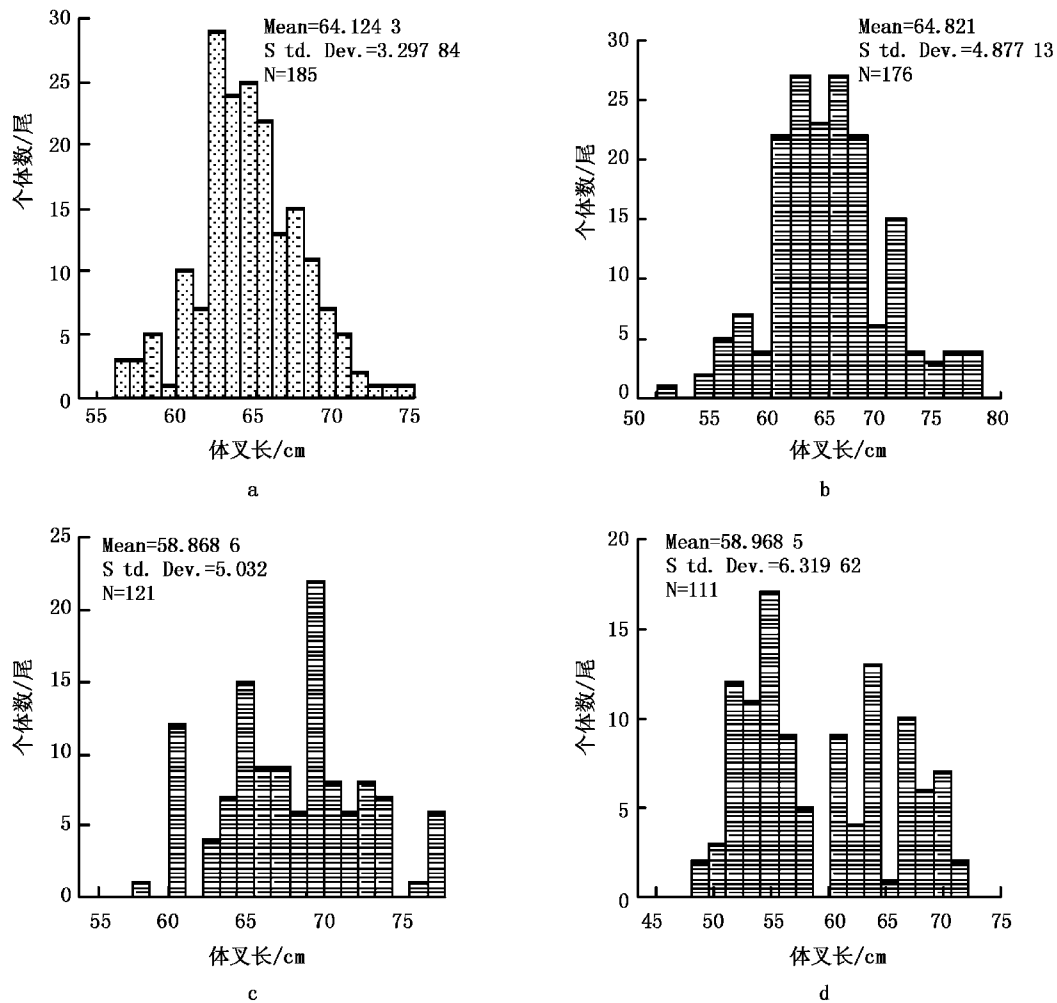 Mean=64.124 3
S td. Dev.=3.297 84
N=185
30
25
20
15
10
5
0
个体数/尾
55 60 65 70 75
体叉长/cm
a
Mean=64.821
S td. Dev.=4.877 13
N=176
30
25
20
15
10
5
0
个体数/尾
50 55 60 65 70 75 80
体叉长/cm
b
Mean=58.868 6
S td. Dev.=5.032
N=121
25
20
15
10
5
0
个体数/尾
55 60 65 70 75
体叉长/cm
c
Mean=58.968 5
S td. Dev.=6.319 62
N=111
20
15
10
5
0
个体数/尾
45 50 55 60 65 70 75
体叉长/cm
d